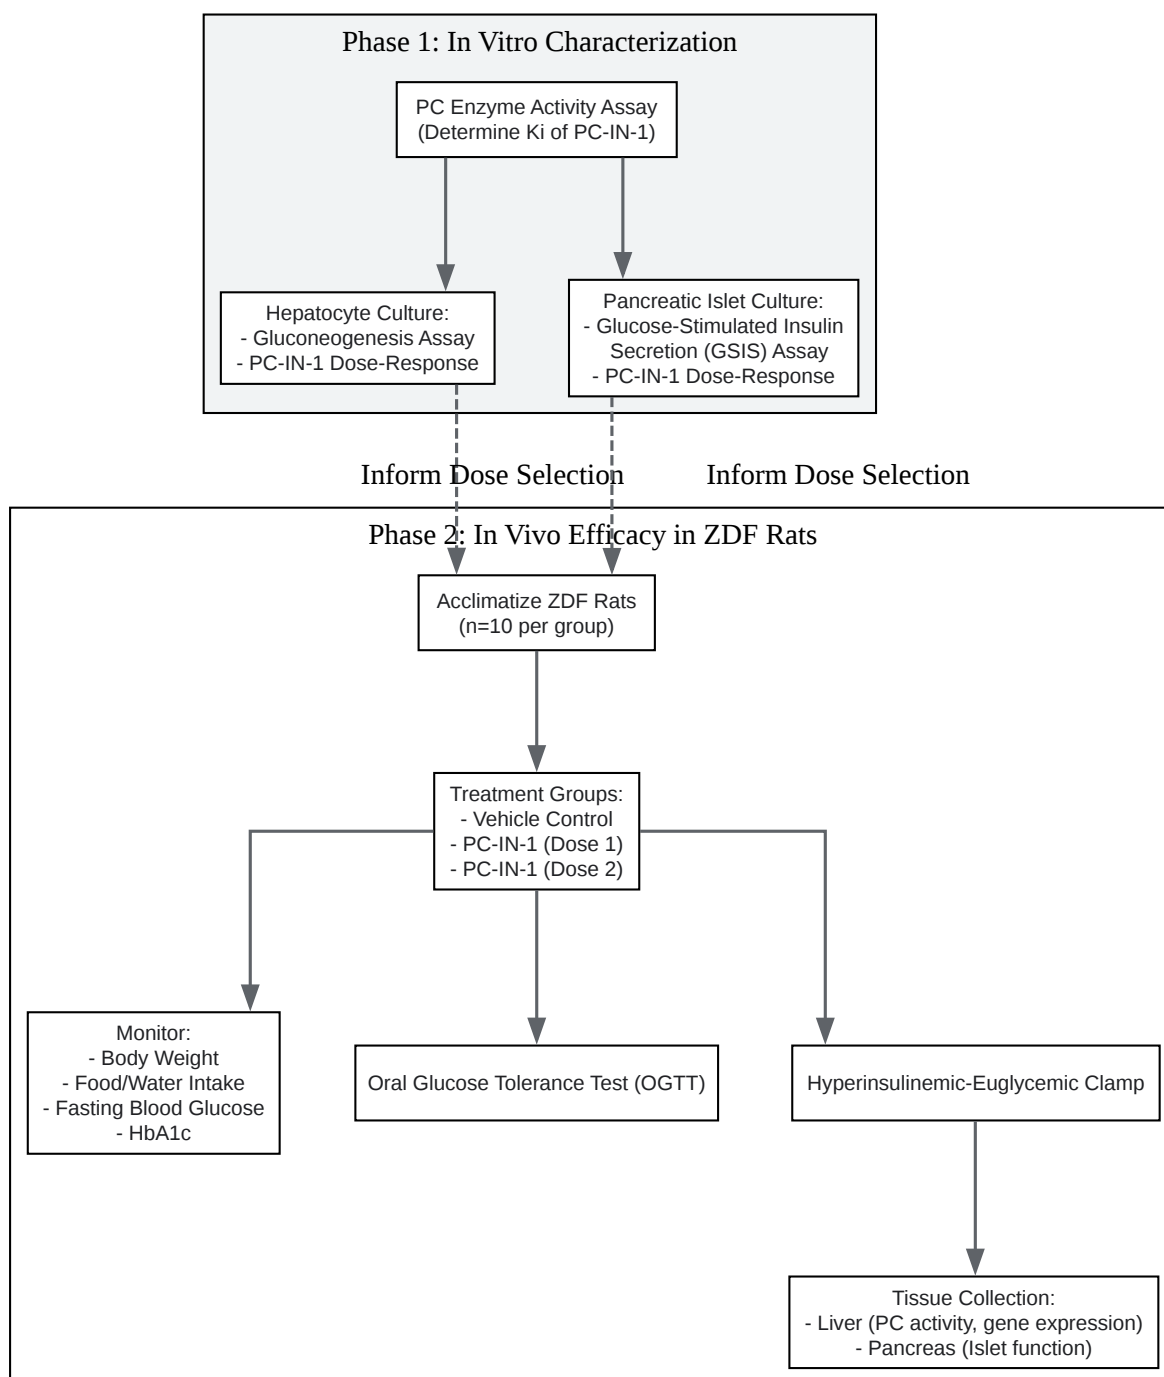 Phase 1: In Vitro Characterization
PC Enzyme Activity Assay
(Determine Ki of PC-IN-1)
Hepatocyte Culture:
- Gluconeogenesis Assay
- PC-IN-1 Dose-Response
Pancreatic Islet Culture:
- Glucose-Stimulated Insulin
Secretion (GSIS) Assay
- PC-IN-1 Dose-Response
Inform Dose Selection
Inform Dose Selection
Phase 2: In Vivo Efficacy in ZDF Rats
Acclimatize ZDF Rats
(n=10 per group)
Treatment Groups:
- Vehicle Control
- PC-IN-1 (Dose 1)
- PC-IN-1 (Dose 2)
Monitor:
- Body Weight
- Food/Water Intake
- Fasting Blood Glucose
- HbA1c
Oral Glucose Tolerance Test (OGTT)
Hyperinsulinemic-Euglycemic Clamp
Tissue Collection:
- Liver (PC activity, gene expression)
- Pancreas (Islet function)